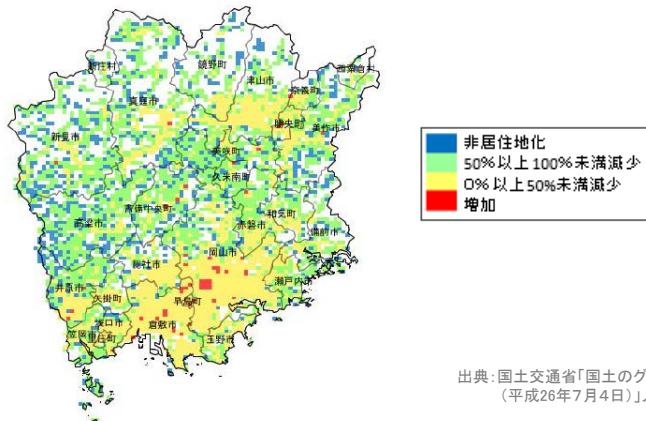 新庄村
鏡野町
西粟倉村
津山市
奈義町
真庭市
勝央町
美作市
新見市
美咲町
久米南町
吉備中央町
和気町
高梁市
赤磐市
備前市
岡山市
総社市
瀬戸内市
井原市
矢掛町
早島町
浅口市
倉敷市
笠岡市
里庄町
玉野市
非居住地化
50%以上100%未満減少
0%以上50%未満減少
増加
出典:国土交通省「国土のグ
(平成26年7月4日)」